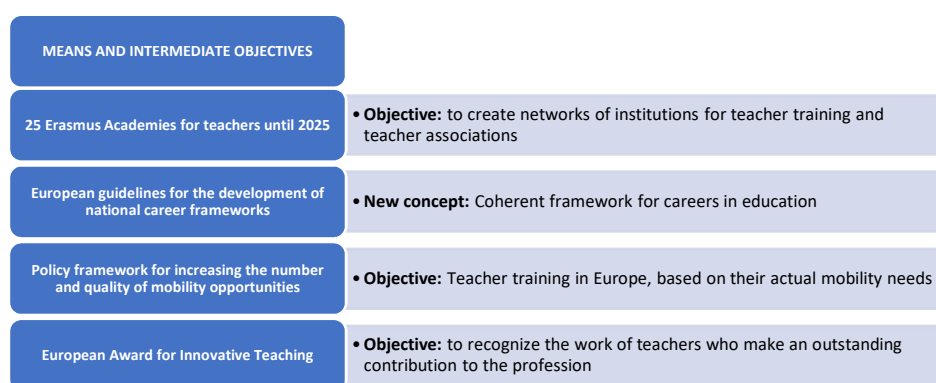 MEANS AND INTERMEDIATE OBJECTIVES
25 Erasmus Academies for teachers until 2025
• Objective: to create networks of institutions for teacher training and
teacher associations
European guidelines for the development of
national career frameworks
• New concept: Coherent framework for careers in education
Policy framework for increasing the number
and quality of mobility opportunities
• Objective: Teacher training in Europe, based on their actual mobility needs
European Award for Innovative Teaching
• Objective: to recognize the work of teachers who make an outstanding
contribution to the profession